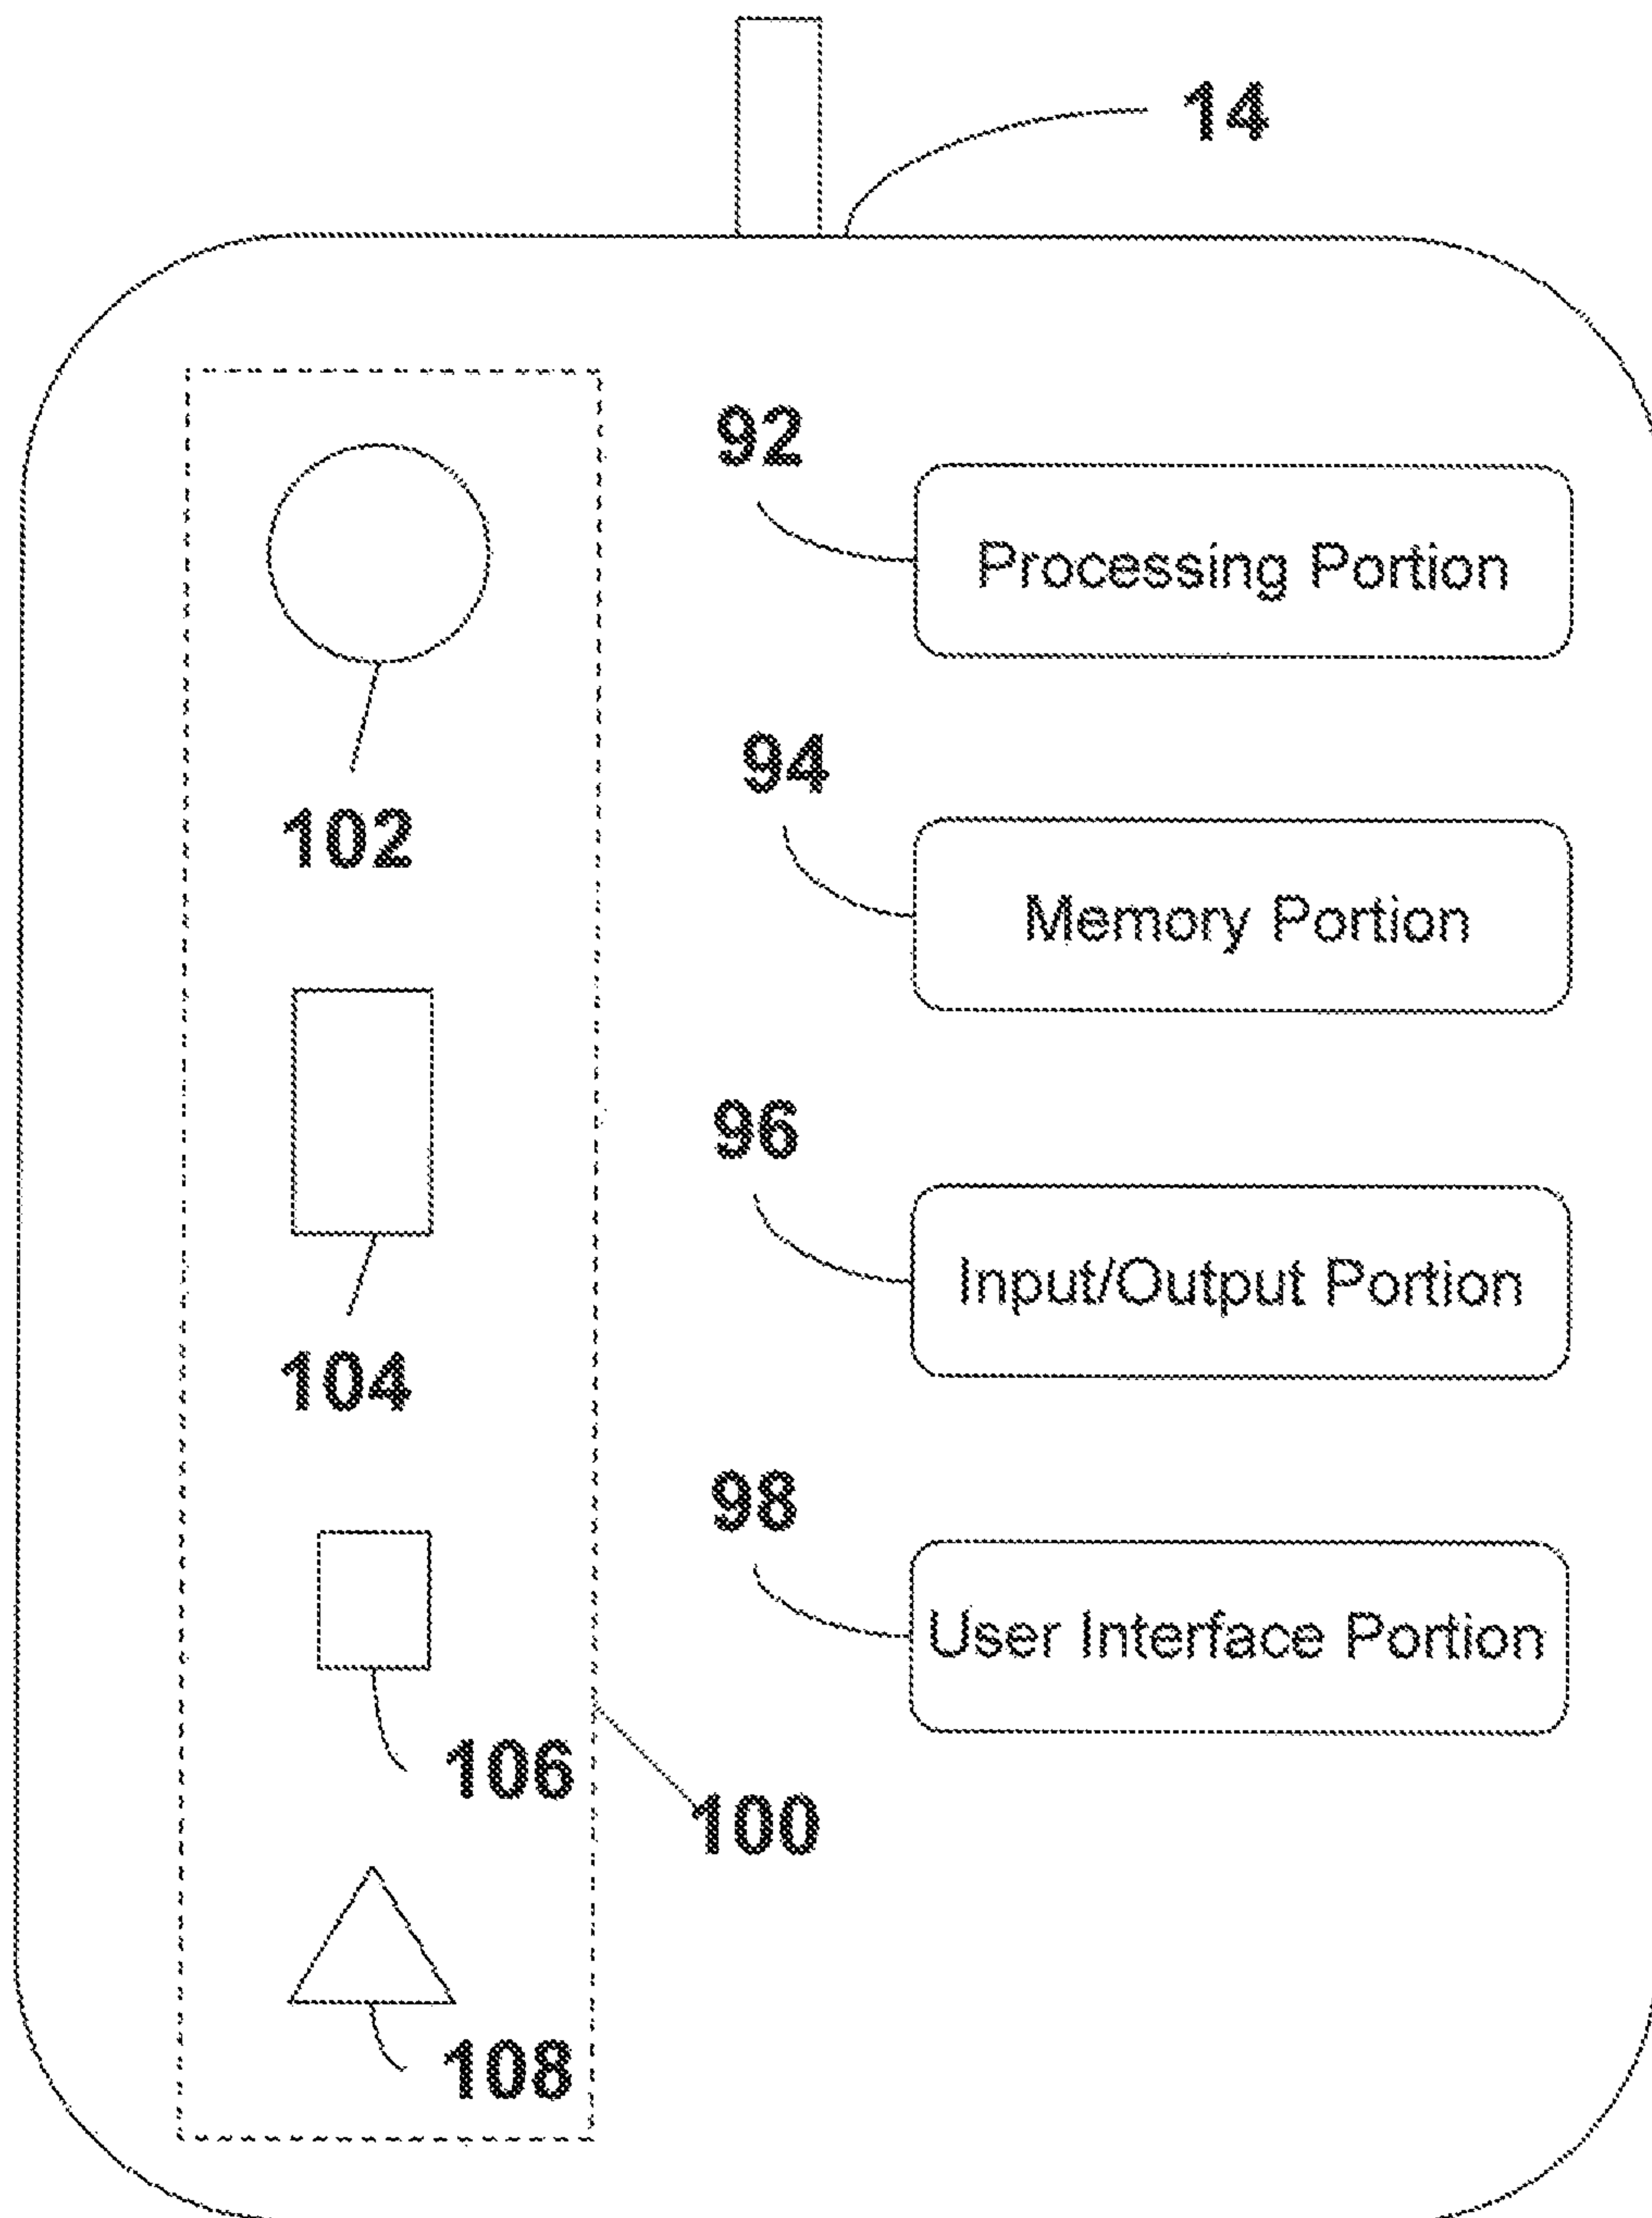 14
92
Processing Portion
102
94
Memory Portion
96
Input/Output Portion
104
98
User Interface Portion
106
100
108